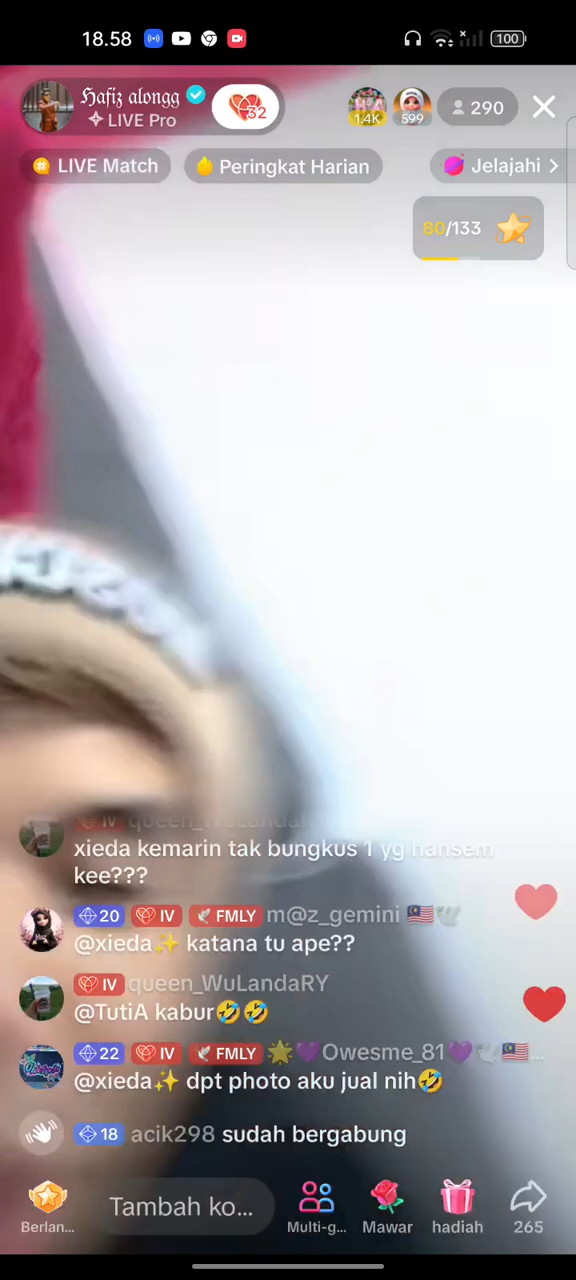 18.58
100
ℌafiz alongg
LIVE Pro
32
1.4K
599
290
LIVE Match
Peringkat Harian
Jelajahi >
80/133
IV queen_WuLandaRY
xieda kemarin tak bungkus 1 yg hansem
kee???
20 IV FMLY m@z_gemini 🇲🇾🕊
@xieda✨ katana tu ape??
IV queen_WuLandaRY
@TutiA kabur🤣🤣
22 IV FMLY 🌟💜Owesme_81💜🕊🇲🇾...
@xieda✨ dpt photo aku jual nih🤣
18 acik298 sudah bergabung
Berlan...
Tambah ko...
Multi-g...
Mawar
hadiah
265